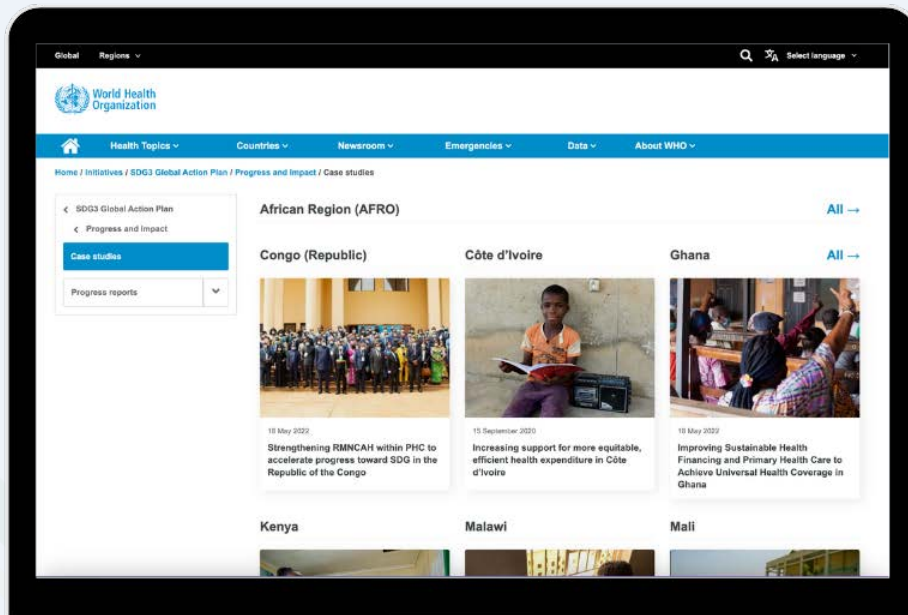 Global Regions
Select language
World Health
Organization
Health Topics Countries Newsroom Emergencies Data About WHO
Home / Initiatives / SDG3 Global Action Plan / Progress and Impact / Case studies
SDG3 Global Action Plan
Progress and Impact
Case studies
Progress reports
African Region (AFRO) All →
Congo (Republic) Côte d'Ivoire Ghana All →
18 May 2022
Strengthening RMNCAH within PHC to
accelerate progress toward SDG in the
Republic of the Congo
15 September 2020
Increasing support for more equitable,
efficient health expenditure in Côte
d'Ivoire
18 May 2022
Improving Sustainable Health
Financing and Primary Health Care to
Achieve Universal Health Coverage in
Ghana
Kenya Malawi Mali